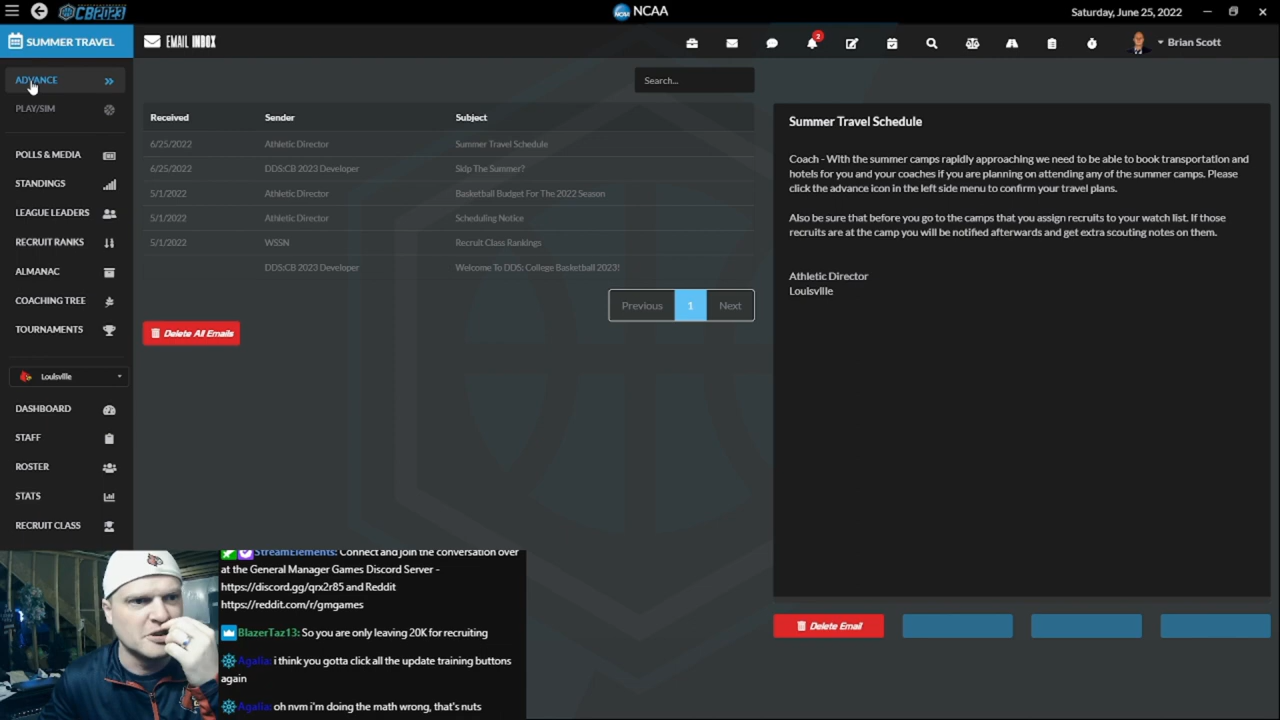 CB2023
NCAA
Saturday, June 25, 2022
SUMMER TRAVEL
EMAIL INBOX
2
Brian Scott
ADVANCE
PLAY/SIM
POLLS & MEDIA
STANDINGS
LEAGUE LEADERS
RECRUIT RANKS
ALMANAC
COACHING TREE
TOURNAMENTS
Louisville
DASHBOARD
STAFF
ROSTER
STATS
RECRUIT CLASS
Search...
Received Sender Subject
6/25/2022 Athletic Director Summer Travel Schedule
6/25/2022 DDS:CB 2023 Developer Skip The Summer?
5/1/2022 Athletic Director Basketball Budget For The 2022 Season
5/1/2022 Athletic Director Scheduling Notice
5/1/2022 WSSN Recruit Class Rankings
DDS:CB 2023 Developer Welcome To DDS: College Basketball 2023!
Previous 1 Next
Delete All Emails
Summer Travel Schedule
Coach - With the summer camps rapidly approaching we need to be able to book transportation and
hotels for you and your coaches if you are planning on attending any of the summer camps. Please
click the advance icon in the left side menu to confirm your travel plans.
Also be sure that before you go to the camps that you assign recruits to your watch list. If those
recruits are at the camp you will be notified afterwards and get extra scouting notes on them.
Athletic Director
Louisville
Delete Email
StreamElements: Connect and join the conversation over
at the General Manager Games Discord Server -
https://discord.gg/qrx2r85 and Reddit
https://reddit.com/r/gmgames
BlazerTaz13: So you are only leaving 20K for recruiting
Agalia: i think you gotta click all the update training buttons
again
Agalia: oh nvm i'm doing the math wrong, that's nuts